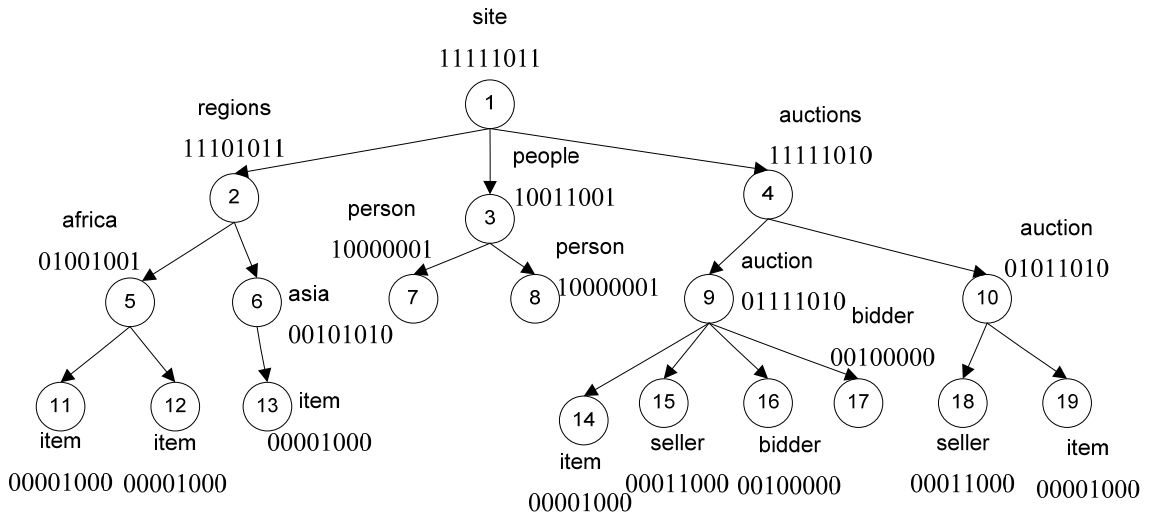 site
11111011
1
regions
11101011
2
people
10011001
3
auctions
11111010
4
africa
01001001
5
6
asia
00101010
person
10000001
7
person
10000001
8
auction
01111010
9
auction
01011010
10
11
item
00001000
12
item
00001000
13
item
00001000
14
item
00001000
15
seller
00011000
16
bidder
00100000
bidder
00100000
17
18
seller
00011000
19
item
00001000